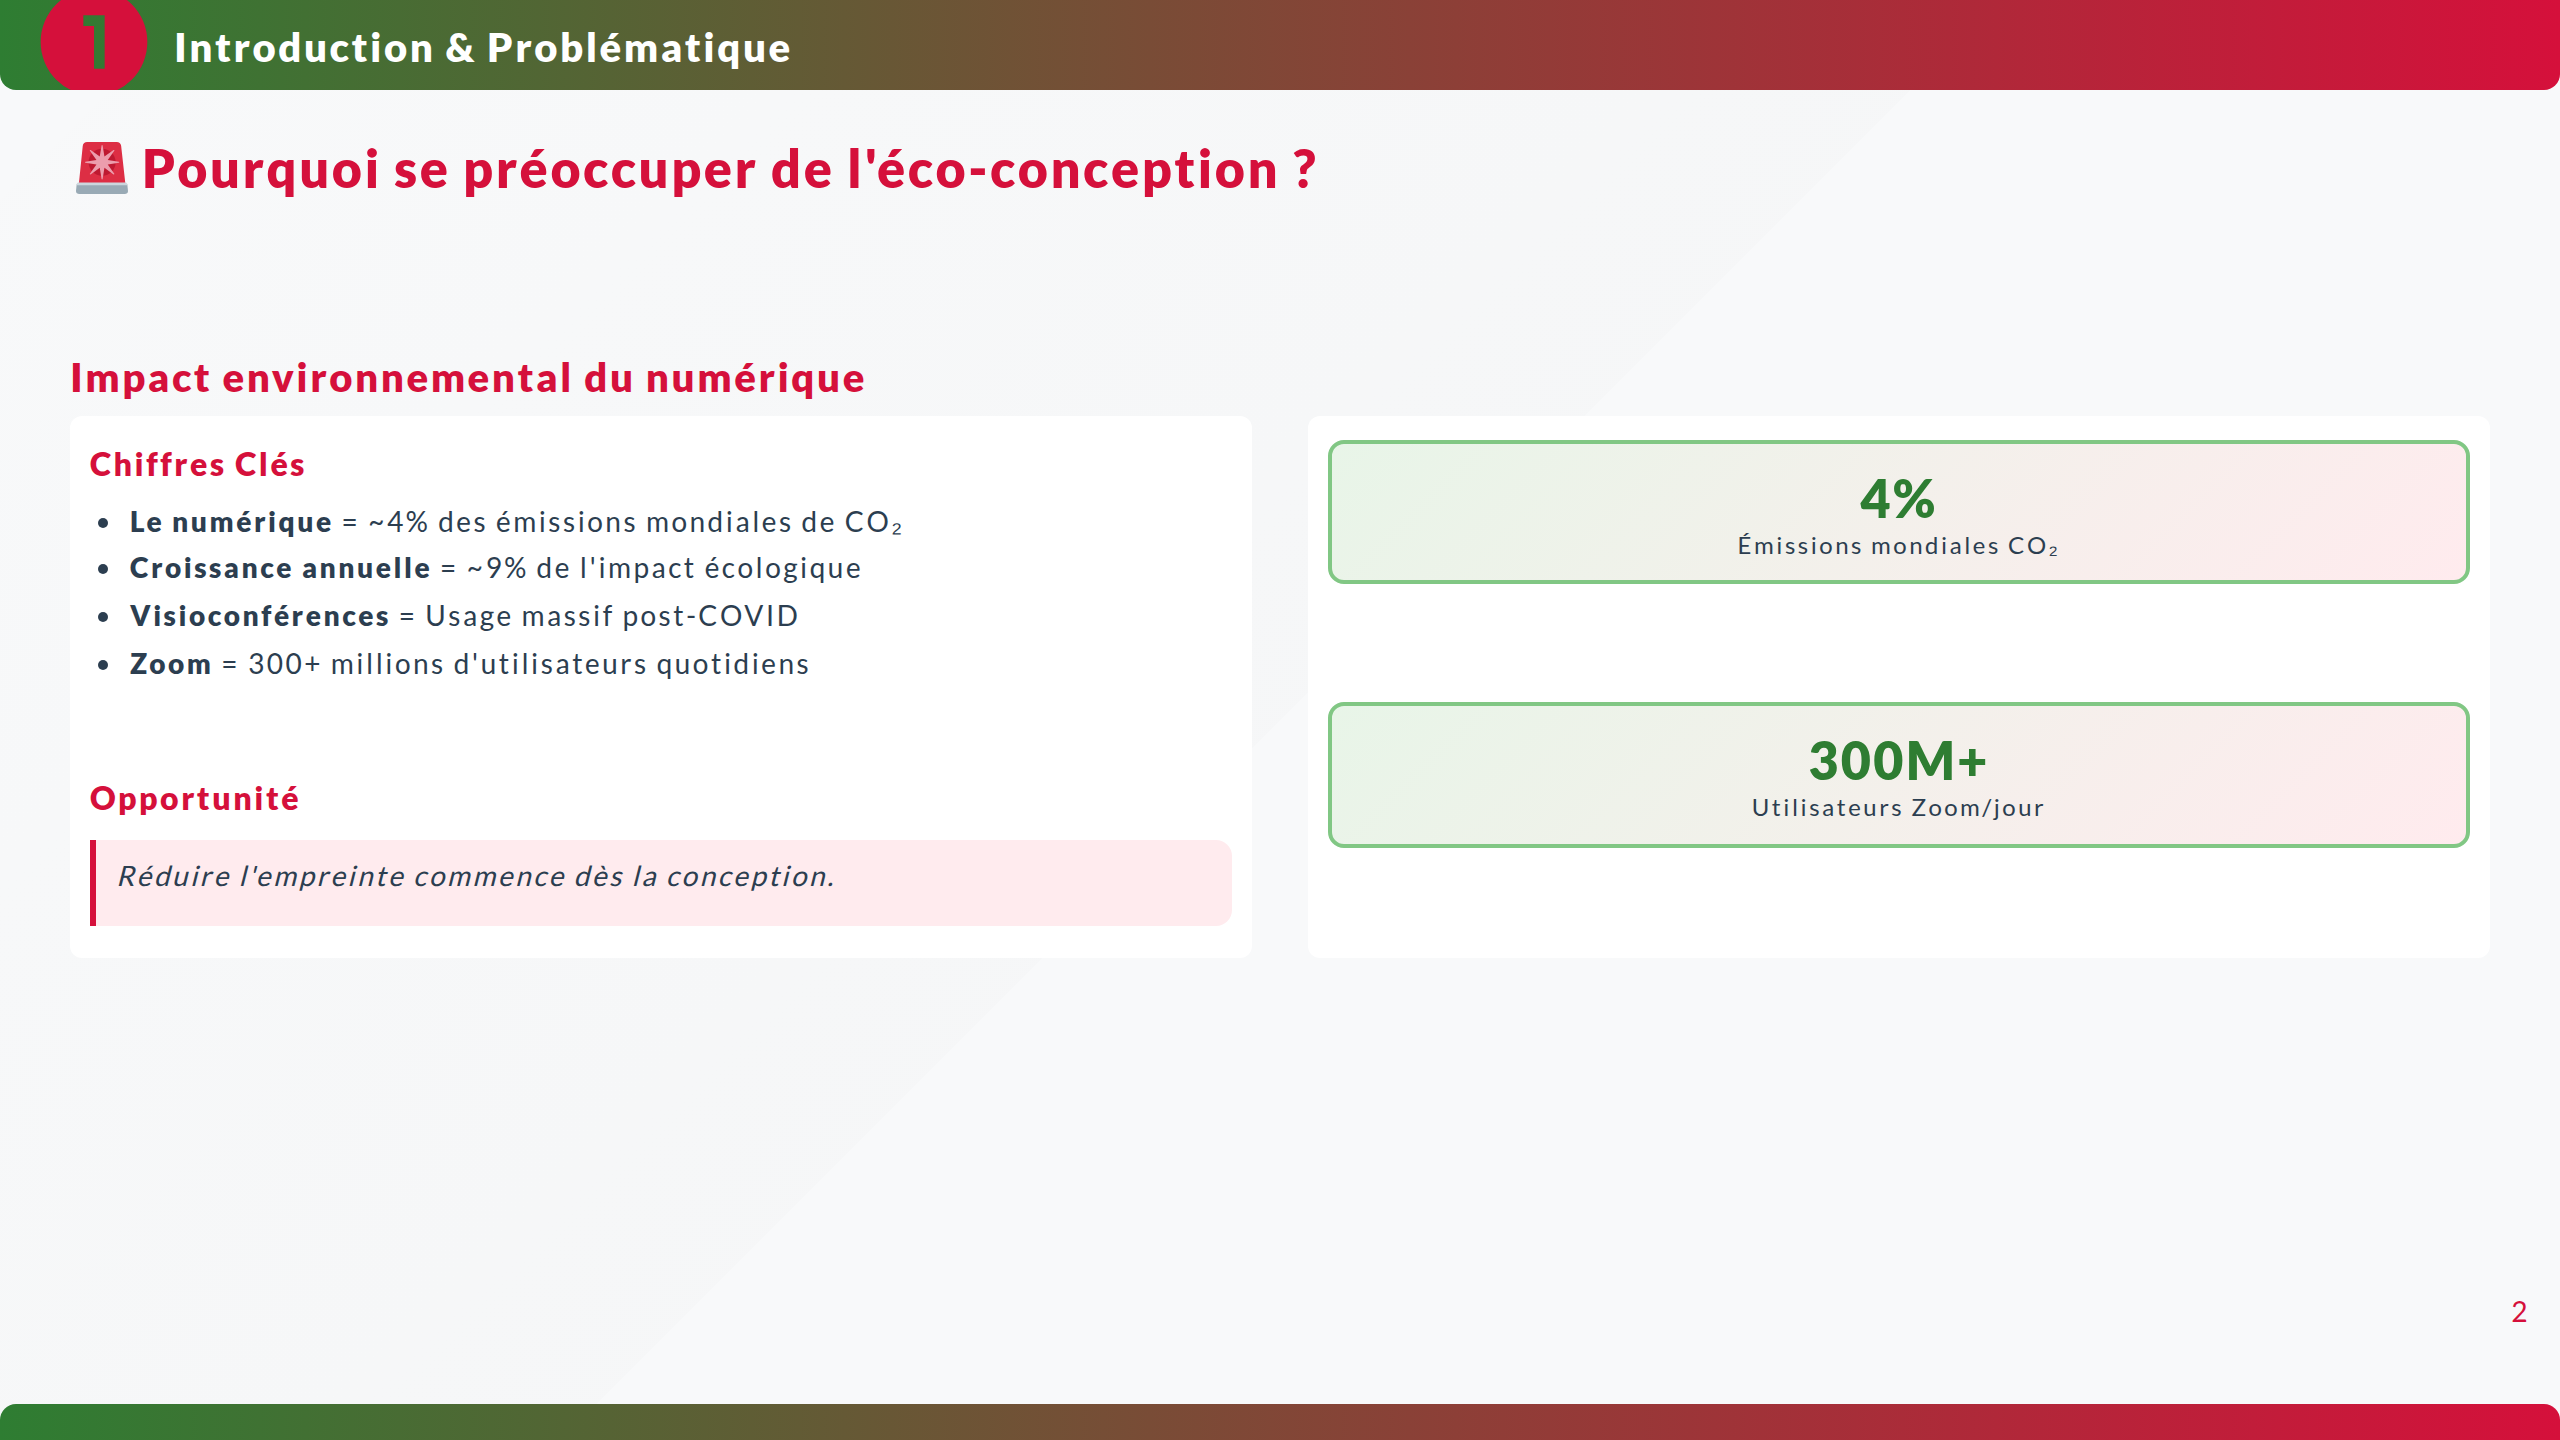 1
Introduction & Problématique
🚨 Pourquoi se préoccuper de l'éco-conception ?
Impact environnemental du numérique
Chiffres Clés
• Le numérique = ~4% des émissions mondiales de CO₂
• Croissance annuelle = ~9% de l'impact écologique
• Visioconférences = Usage massif post-COVID
• Zoom = 300+ millions d'utilisateurs quotidiens
Opportunité
Réduire l'empreinte commence dès la conception.
4%
Émissions mondiales CO₂
300M+
Utilisateurs Zoom/jour
2